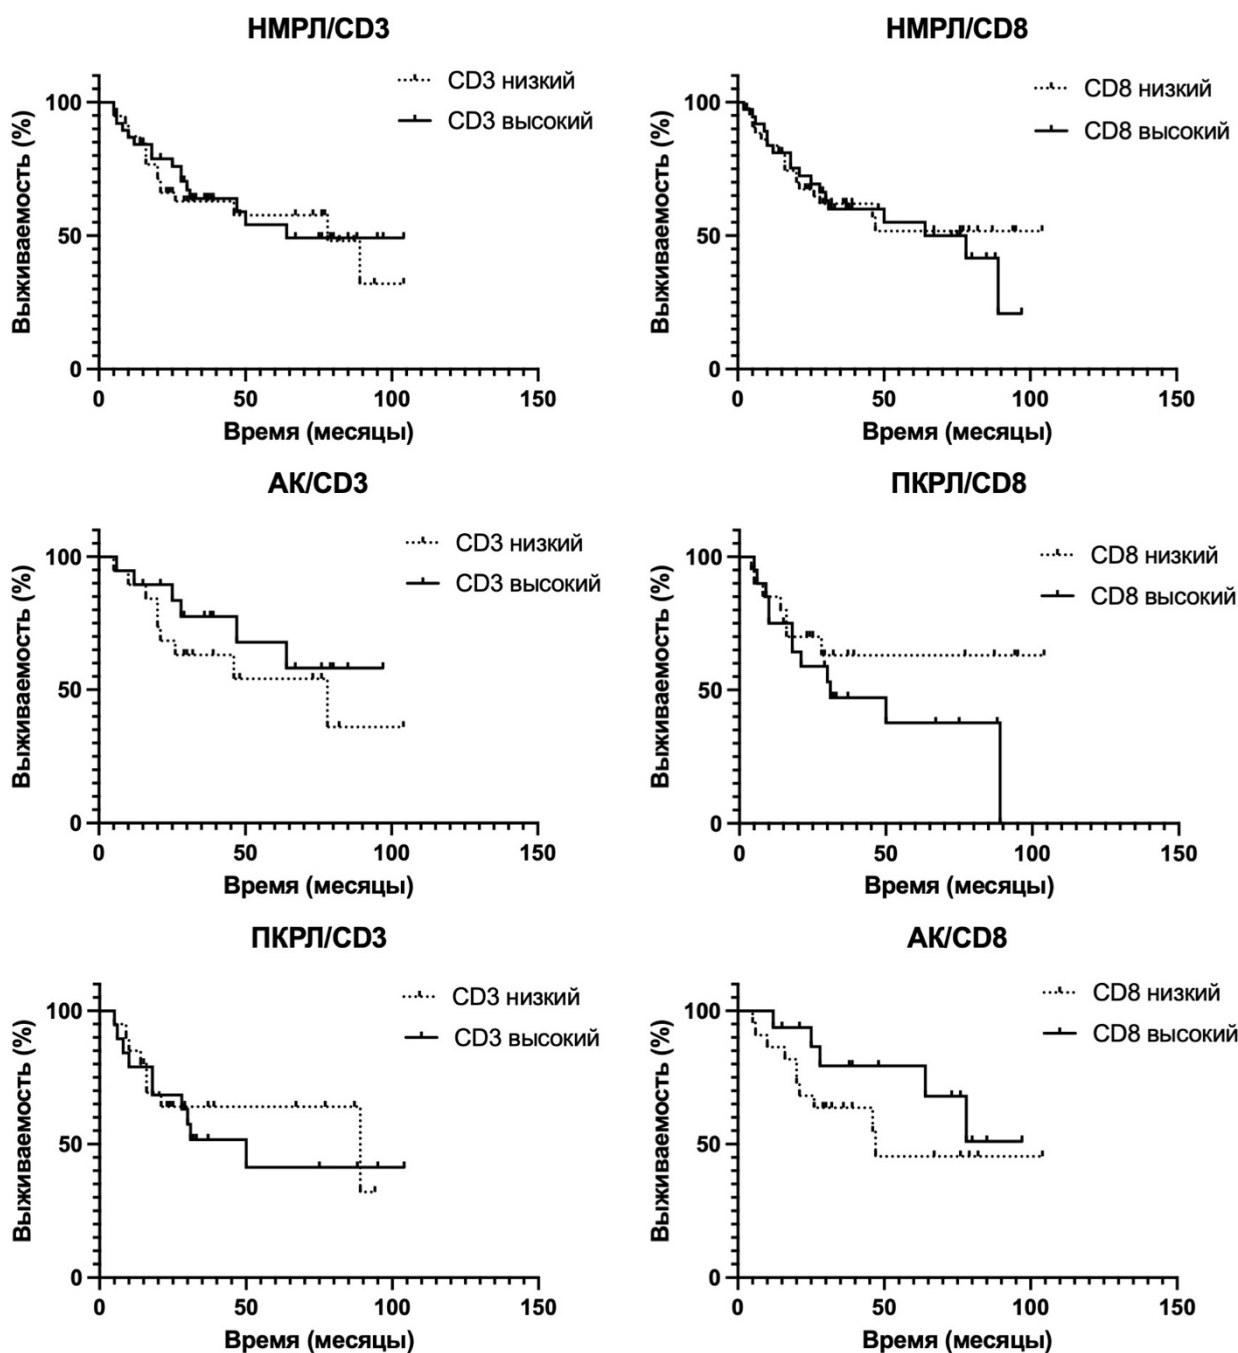 НМРЛ/CD3
CD3 низкий
CD3 высокий
Выживаемость (%)
100
50
0
0 50 100 150
Время (месяцы)
НМРЛ/CD8
CD8 низкий
CD8 высокий
Выживаемость (%)
100
50
0
0 50 100 150
Время (месяцы)
АК/CD3
CD3 низкий
CD3 высокий
Выживаемость (%)
100
50
0
0 50 100 150
Время (месяцы)
ПКРЛ/CD8
CD8 низкий
CD8 высокий
Выживаемость (%)
100
50
0
0 50 100 150
Время (месяцы)
ПКРЛ/CD3
CD3 низкий
CD3 высокий
Выживаемость (%)
100
50
0
0 50 100 150
Время (месяцы)
АК/CD8
CD8 низкий
CD8 высокий
Выживаемость (%)
100
50
0
0 50 100 150
Время (месяцы)